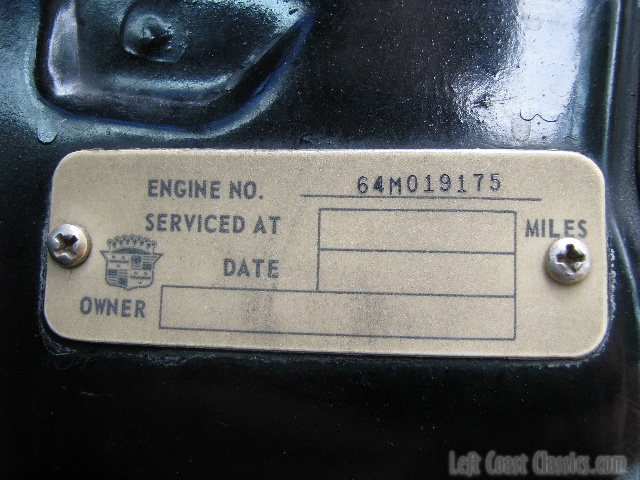 ENGINE NO. 64M019175
SERVICED AT MILES
DATE
OWNER
Left Coast Classics.com